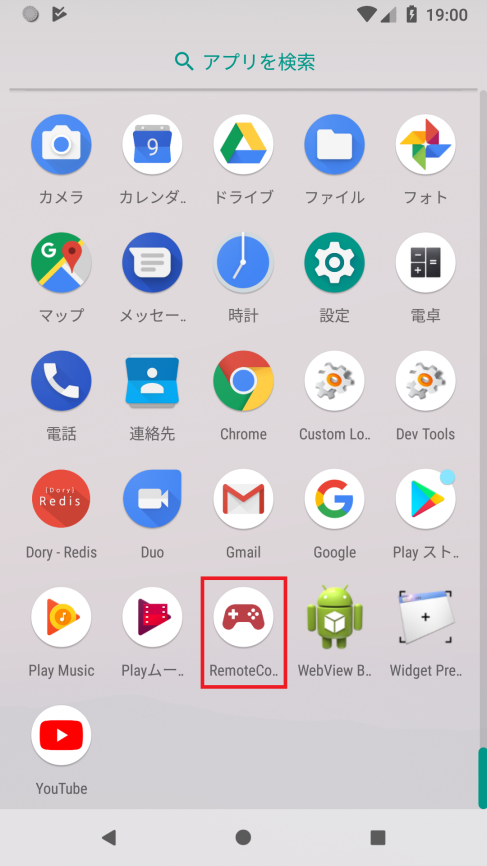 19:00
アプリを検索
9
カメラ
カレンダ..
ドライブ
ファイル
フォト
G
マップ
メッセー..
時計
設定
電卓
電話
連絡先
Chrome
Custom Lo..
Dev Tools
[Dory]
Redis
Dory - Redis
Duo
Gmail
G
Google
Play スト..
Play Music
Playムー..
RemoteCo..
WebView B..
Widget Pre..
YouTube